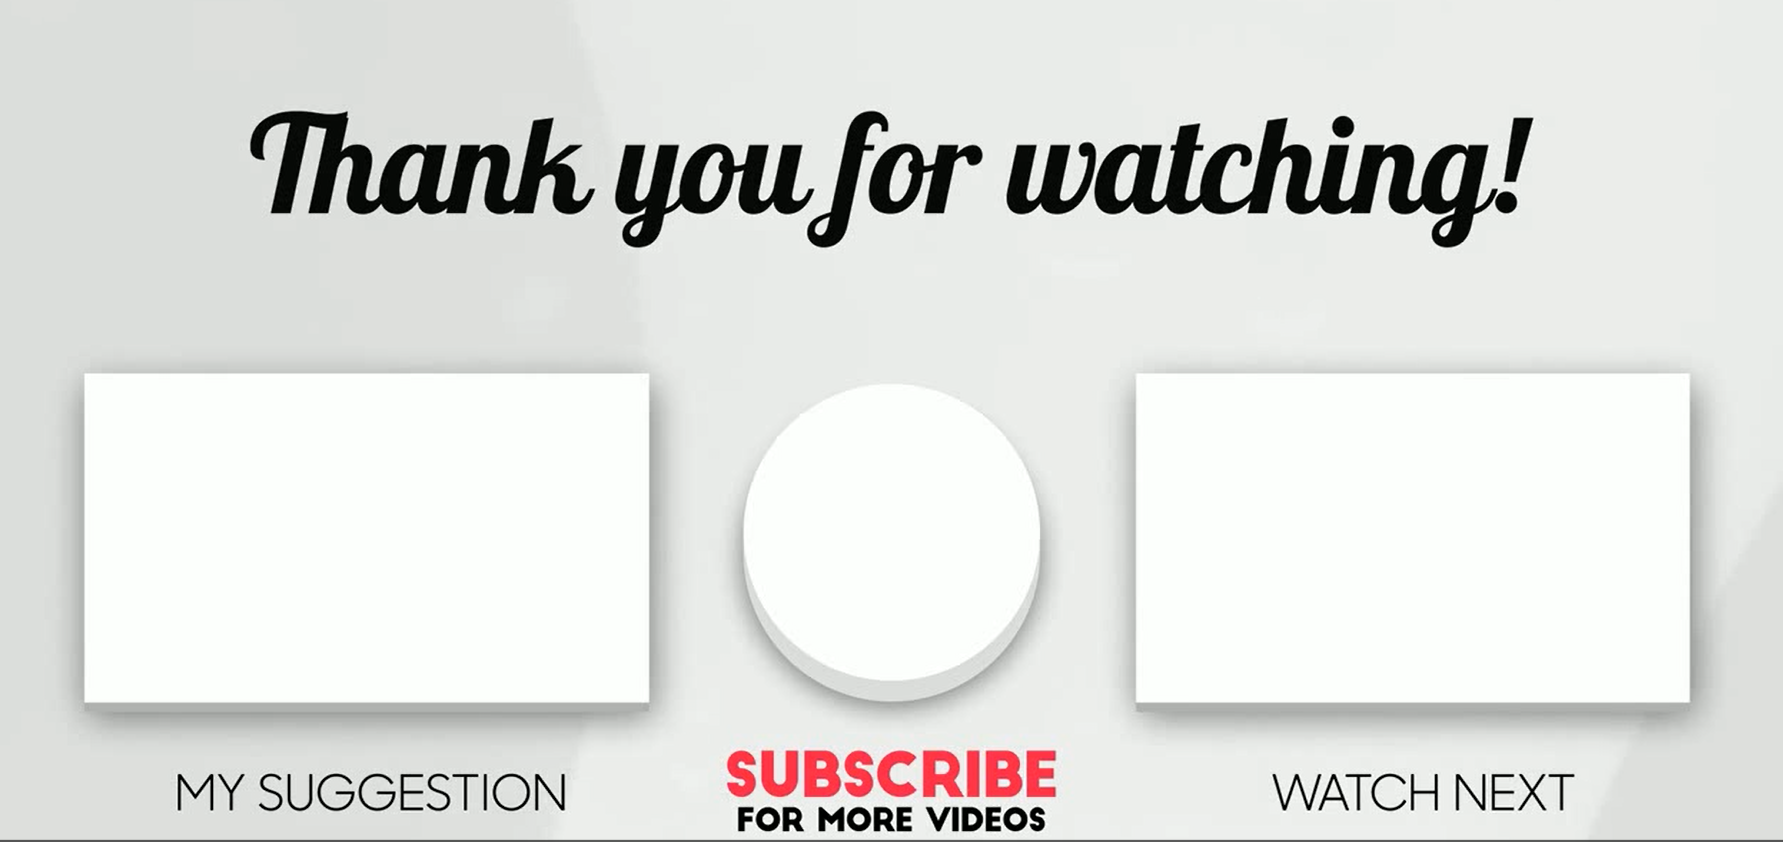 Thank you for watching!
MY SUGGESTION
SUBSCRIBE
FOR MORE VIDEOS
WATCH NEXT